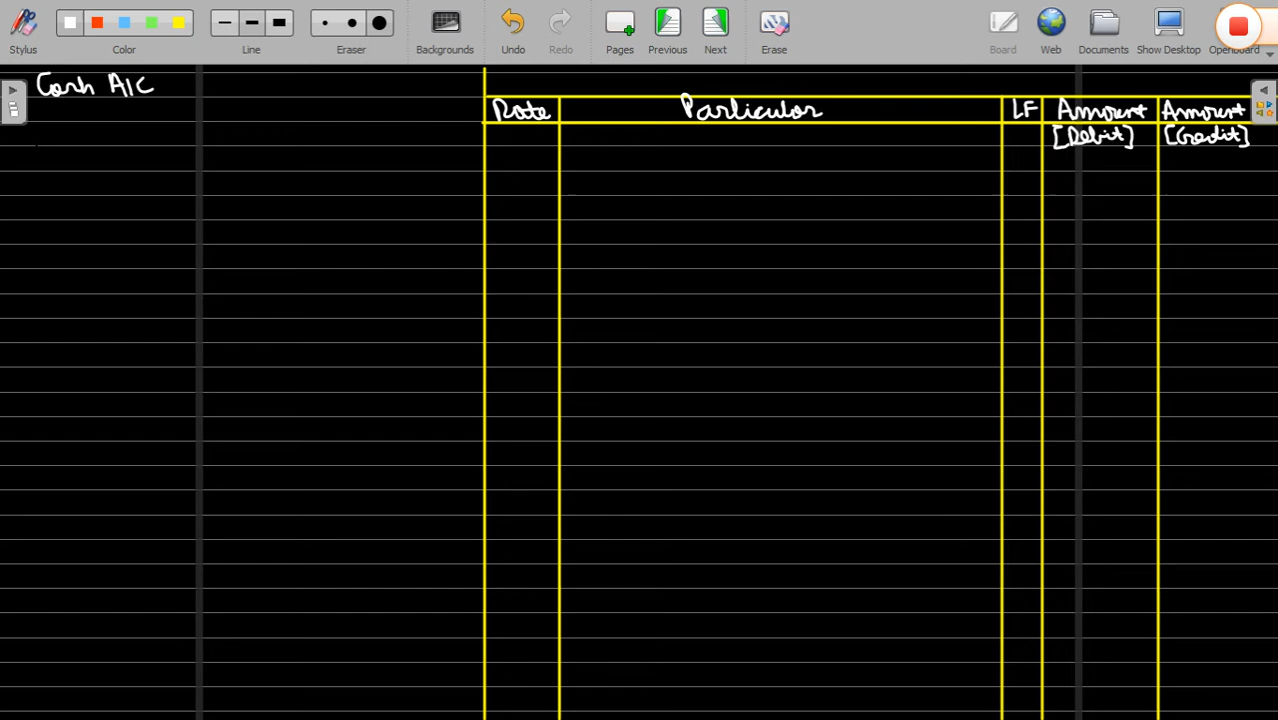 Stylus
Color
Line
Eraser
Backgrounds
Undo
Redo
Pages
Previous
Next
Erase
Board
Web
Documents
Show Desktop
OpenBoard
Cash A/C
Date Particular LF Amount Amount
[Debit] [Credit]